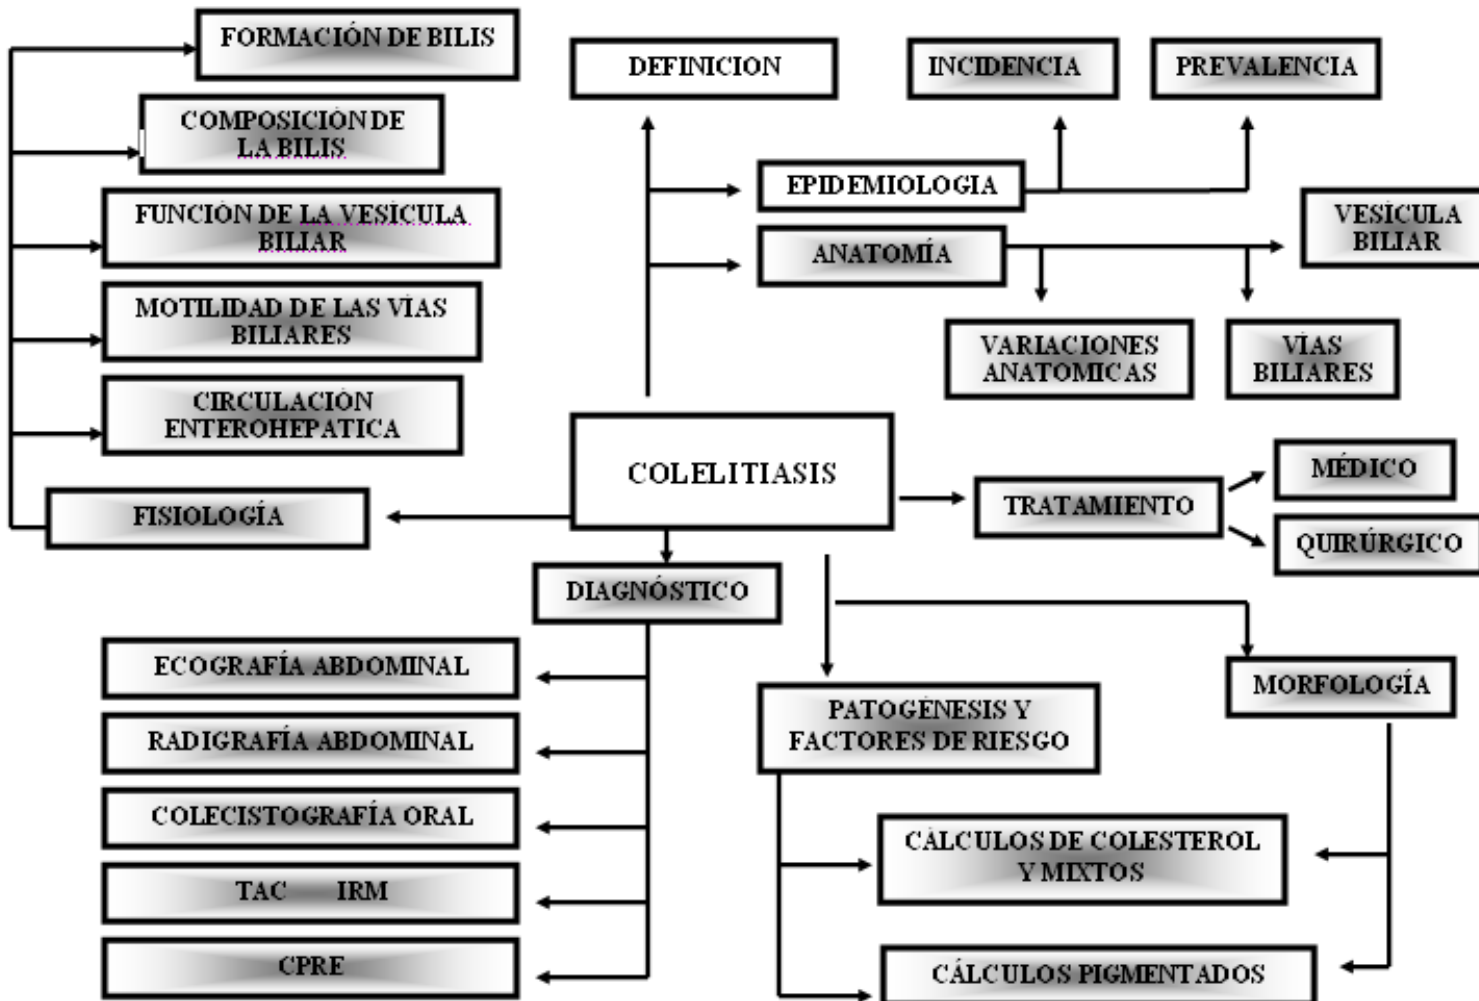 FORMACIÓN DE BILIS
COMPOSICIÓN DE
LA BILIS
FUNCIÓN DE LA VESÍCULA
BILIAR
MOTILIDAD DE LAS VÍAS
BILIARES
CIRCULACIÓN
ENTEROHEPATICA
FISIOLOGÍA
DEFINICION
INCIDENCIA
PREVALENCIA
EPIDEMIOLOGIA
ANATOMÍA
VESÍCULA
BILIAR
VARIACIONES
ANATOMICAS
VÍAS
BILIARES
COLELITIASIS
TRATAMIENTO
MÉDICO
QUIRÚRGICO
DIAGNÓSTICO
ECOGRAFÍA ABDOMINAL
RADIGRAFÍA ABDOMINAL
COLECISTOGRAFÍA ORAL
TAC IRM
CPRE
PATOGÉNESIS Y
FACTORES DE RIESGO
MORFOLOGÍA
CÁLCULOS DE COLESTEROL
Y MIXTOS
CÁLCULOS PIGMENTADOS